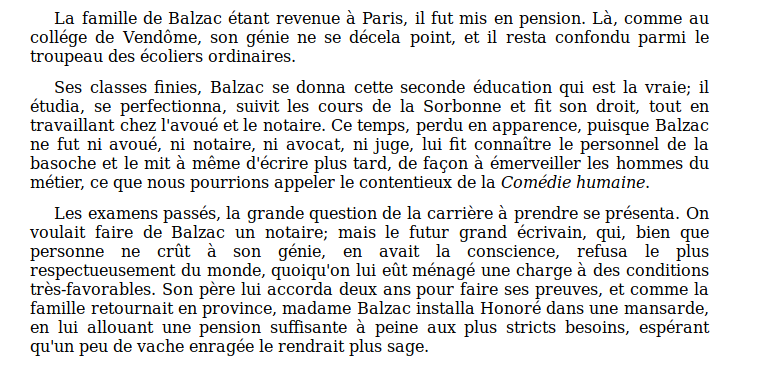 La famille de Balzac étant revenue à Paris, il fut mis en pension. Là, comme au
collége de Vendôme, son génie ne se décela point, et il resta confondu parmi le
troupeau des écoliers ordinaires.
Ses classes finies, Balzac se donna cette seconde éducation qui est la vraie; il
étudia, se perfectionna, suivit les cours de la Sorbonne et fit son droit, tout en
travaillant chez l'avoué et le notaire. Ce temps, perdu en apparence, puisque Balzac
ne fut ni avoué, ni notaire, ni avocat, ni juge, lui fit connaître le personnel de la
basoche et le mit à même d'écrire plus tard, de façon à émerveiller les hommes du
métier, ce que nous pourrions appeler le contentieux de la Comédie humaine.
Les examens passés, la grande question de la carrière à prendre se présenta. On
voulait faire de Balzac un notaire; mais le futur grand écrivain, qui, bien que
personne ne crût à son génie, en avait la conscience, refusa le plus
respectueusement du monde, quoiqu'on lui eût ménagé une charge à des conditions
très-favorables. Son père lui accorda deux ans pour faire ses preuves, et comme la
famille retournait en province, madame Balzac installa Honoré dans une mansarde,
en lui allouant une pension suffisante à peine aux plus stricts besoins, espérant
qu'un peu de vache enragée le rendrait plus sage.